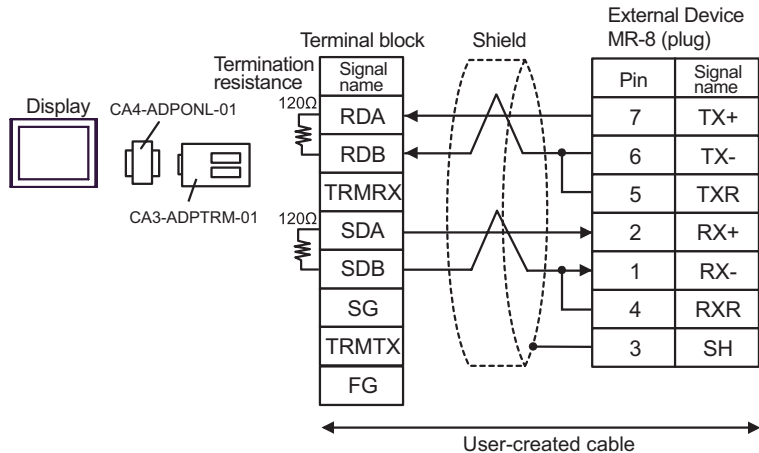 External Device
MR-8 (plug)
Terminal block
Shield
Termination
resistance
Signal
name
Pin
Signal
name
Display
CA4-ADPONL-01
120Ω
RDA
7
TX+
RDB
6
TX-
TRMRX
5
TXR
CA3-ADPTRM-01
120Ω
SDA
2
RX+
SDB
1
RX-
SG
4
RXR
TRMTX
3
SH
FG
User-created cable